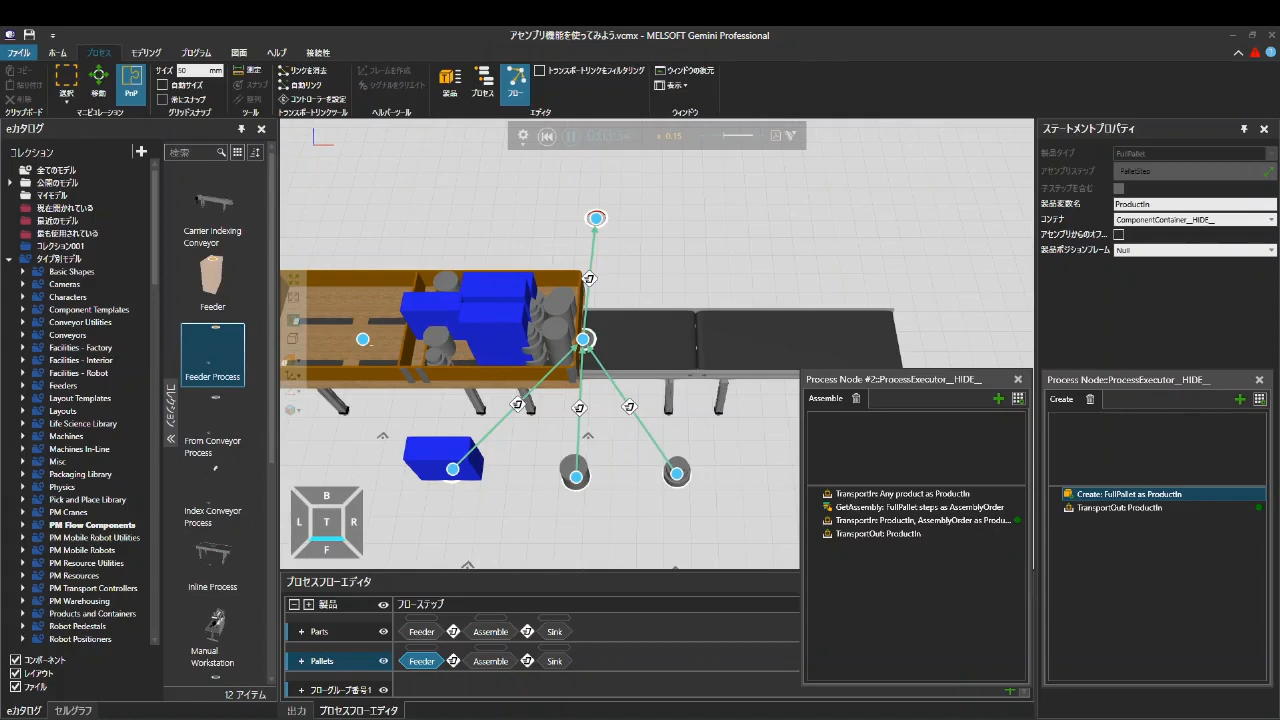 アセンブリ機能を使ってみよう.vcmx - MELSOFT Gemini Professional
ファイル ホーム プロセス モデリング プログラム 図面 ヘルプ 接続性
コピー
貼り付け
削除
クリップボード
選択 移動 PnP
マニピュレーション
サイズ 50 mm
自動サイズ
常にスナップ
グリッドスナップ
測定
スナップ
整列
ツール
リンクを消去
自動リンク
コントローラーを設定
トランスポートリンクツール
フレームを作成
シグナルをクリエイト
ヘルパーツール
製品 プロセス フロー
トランスポートリンクをフィルタリング
エディタ
ウィンドウの復元
表示
ウィンドウ
eカタログ
コレクション
検索
全てのモデル
公開のモデル
マイモデル
現在開かれている
最近のモデル
最も使用されている
コレクション001
タイプ別モデル
Basic Shapes
Cameras
Characters
Component Templates
Conveyor Utilities
Conveyors
Facilities - Factory
Facilities - Interior
Facilities - Robot
Feeders
Layout Templates
Layouts
Life Science Library
Machines
Machines In-Line
Misc
Packaging Library
Physics
Pick and Place Library
PM Cranes
PM Flow Components
PM Mobile Robot Utilities
PM Mobile Robots
PM Resource Utilities
PM Resources
PM Transport Controllers
PM Warehousing
Products and Containers
Robot Pedestals
Robot Positioners
コンポーネント
レイアウト
ファイル
コレクション
Carrier Indexing
Conveyor
Feeder
Feeder Process
From Conveyor
Process
Index Conveyor
Process
Inline Process
Manual
Workstation
12 アイテム
eカタログ セルグラフ
x 0.15
B
L T R
F
プロセスフローエディタ
製品 フローステップ
Parts Feeder Assemble Sink
Pallets Feeder Assemble Sink
フローグループ番号1
出力 プロセスフローエディタ
Process Node #2::ProcessExecutor__HIDE__
Assemble
TransportIn: Any product as ProductIn
GetAssembly: FullPallet steps as AssemblyOrder
TransportIn: ProductIn, AssemblyOrder as Produ...
TransportOut: ProductIn
ステートメントプロパティ
製品タイプ FullPallet
アセンブリステップ PalletStep
子ステップを含む
製品変数名 ProductIn
コンテナ ComponentContainer__HIDE__
アセンブリからのオフ...
製品ポジションフレーム Null
Process Node::ProcessExecutor__HIDE__
Create
Create: FullPallet as ProductIn
TransportOut: ProductIn